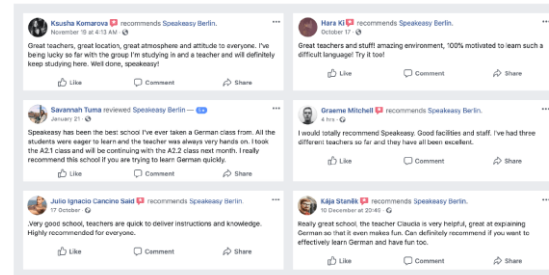 Ksusha Komarova recommends Speakeasy Berlin.
November 19 at 4:13 AM ·
Great teachers, great location, great atmosphere and attitude to everyone. I've
being lucky so far with the group I'm studying in and a teacher and will definitely
keep studying here. Well done, speakeasy!
Like Comment Share
Hara Ki recommends Speakeasy Berlin.
October 17 ·
Great teachers and stuff! amazing environment, 100% motivated to learn such a
difficult language! Try it too!
Like Comment Share
Savannah Tuma reviewed Speakeasy Berlin —
January 21 ·
Speakeasy has been the best school I've ever taken a German class from. All the
students were eager to learn and the teacher was always very hands on. I took
the A2.1 class and will be continuing with the A2.2 class next month. I really
recommend this school if you are trying to learn German quickly.
Like Comment Share
Graeme Mitchell recommends Speakeasy Berlin.
4 hrs ·
I would totally recommend Speakeasy. Good facilities and staff. I've had three
different teachers so far and they have all been excellent.
Like Comment Share
Julio Ignacio Cancino Said recommends Speakeasy Berlin.
17 October ·
.Very good school, teachers are quick to deliver instructions and knowledge.
Highly recommended for everyone.
Like Comment Share
Kája Staněk recommends Speakeasy Berlin.
10 December at 20:45 ·
Really great school, the teacher Claudia is very helpful, great at explaining
German so that it even makes fun. Can definitely recommend if you want to
effectively learn German and have fun too.
Like Comment Share